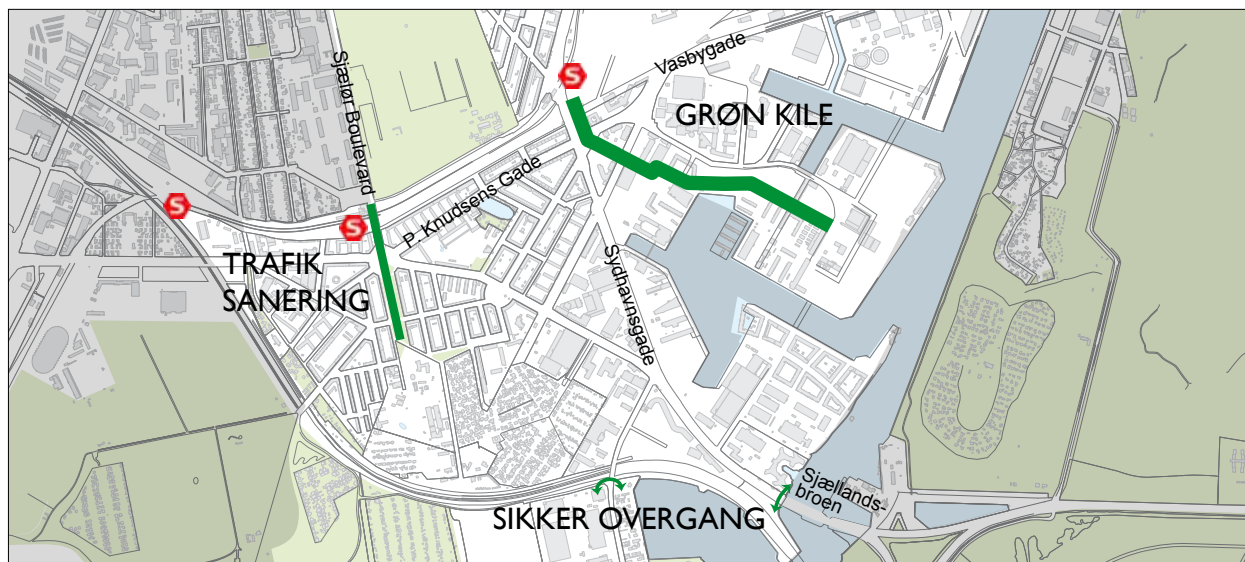 Sjælør Boulevard
S
Vasbygade
GRØN KILE
P. Knudsens Gade
S
S
TRAFIK
SANERING
Sydhavnsgade
Sjællands-
broen
SIKKER OVERGANG